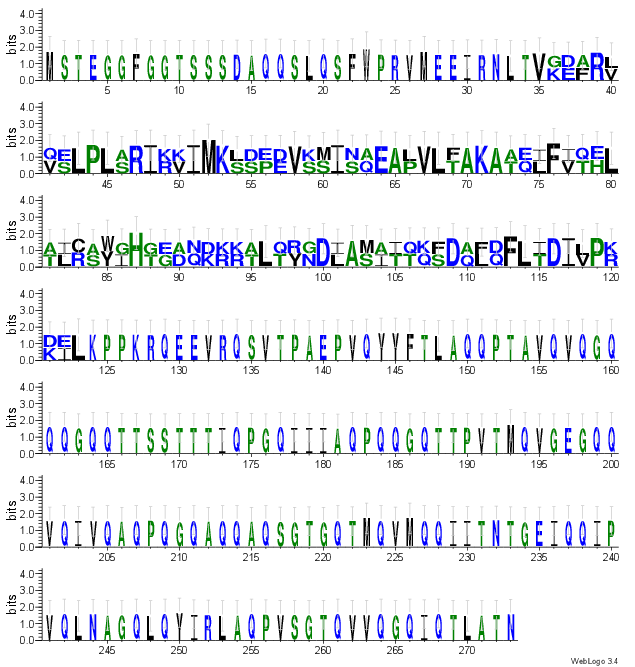 4.0
3.0
2.0
1.0
0.0
bits
MSTEGGFGGTSSSDAQQSLQSFWPRVMEEIRNLTVGDARL
KEFV
5 10 15 20 25 30 35 40
4.0
3.0
2.0
1.0
0.0
bits
QELPLARIKKIMKLDEDVKMINAEAPVLFAKAAEIFIQEL
45 50 55 60 65 70 75 80
4.0
3.0
2.0
1.0
0.0
bits
85 90 95 100 105 110 115 120
4.0
3.0
2.0
1.0
0.0
bits
DELKPPKRQEEVRQSVTPAEPVQYYFTLAQQPTAVQVQGQ
KI
125 130 135 140 145 150 155 160
4.0
3.0
2.0
1.0
0.0
bits
QQGQQTTSSTTTIQPGQIIIAQPQQGQTTPVTMQVGEGQQ
165 170 175 180 185 190 195 200
4.0
3.0
2.0
1.0
0.0
bits
VQIVQAQPQGQAQQAQSGTGQTMQVMQQIITNTGEIQQIP
205 210 215 220 225 230 235 240
4.0
3.0
2.0
1.0
0.0
bits
VQLNAGQLQYIRLAQPVSGTQVVQGQIQTLATN
245 250 255 260 265 270
WebLogo 3.4